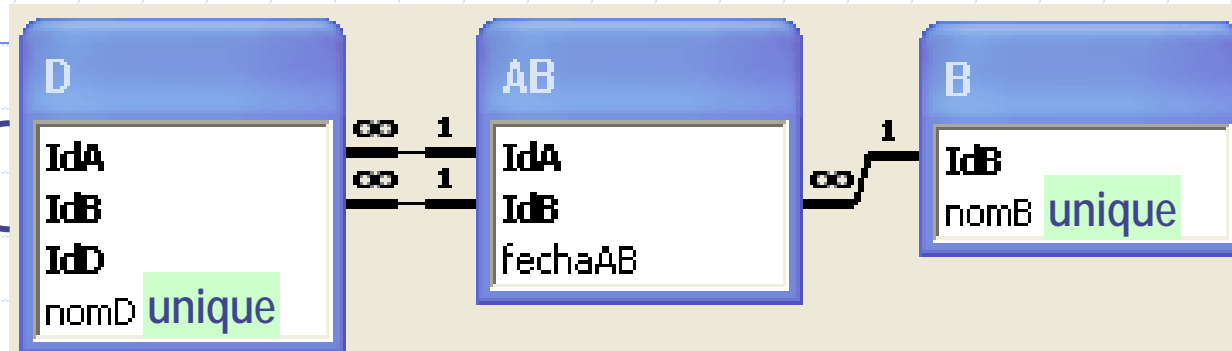 D
IdA
IdB
IdD
nomD unique
∞ 1
∞ 1
AB
IdA
IdB
fechaAB
∞ 1
B
IdB
nomB unique